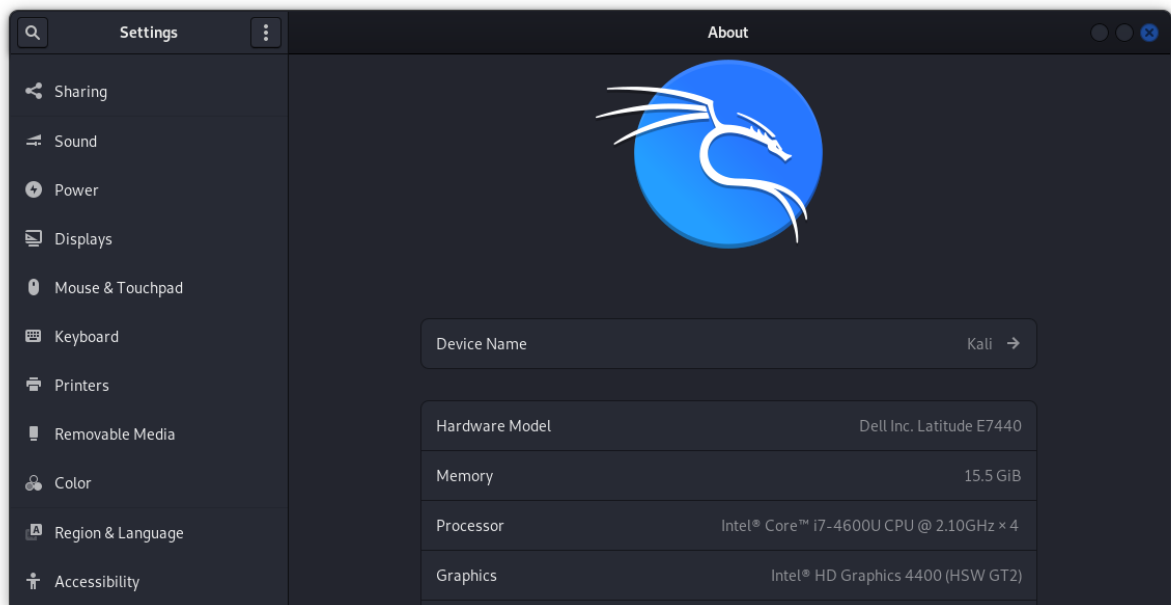 Settings
About
Sharing
Sound
Power
Displays
Mouse & Touchpad
Keyboard
Printers
Removable Media
Color
Region & Language
A
Accessibility
Device Name Kali
Hardware Model Dell Inc. Latitude E7440
Memory 15.5 GiB
Processor Intel® Core™ i7-4600U CPU @ 2.10GHz × 4
Graphics Intel® HD Graphics 4400 (HSW GT2)